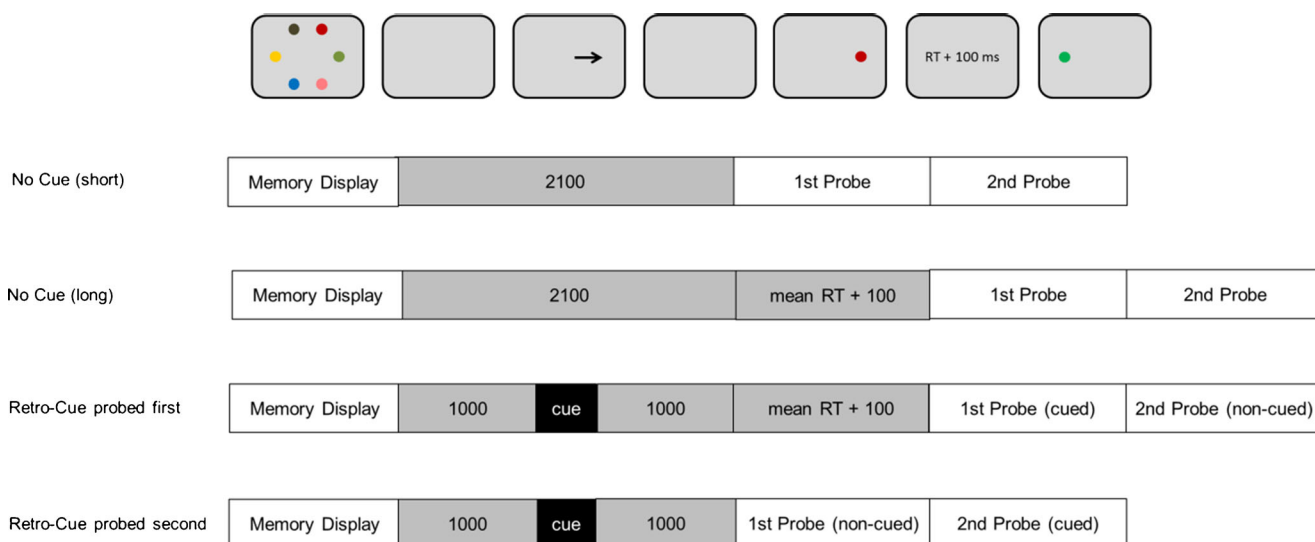 RT + 100 ms
No Cue (short) Memory Display 2100 1st Probe 2nd Probe
No Cue (long) Memory Display 2100 mean RT + 100 1st Probe 2nd Probe
Retro-Cue probed first Memory Display 1000 cue 1000 mean RT + 100 1st Probe (cued) 2nd Probe (non-cued)
Retro-Cue probed second Memory Display 1000 cue 1000 1st Probe (non-cued) 2nd Probe (cued)